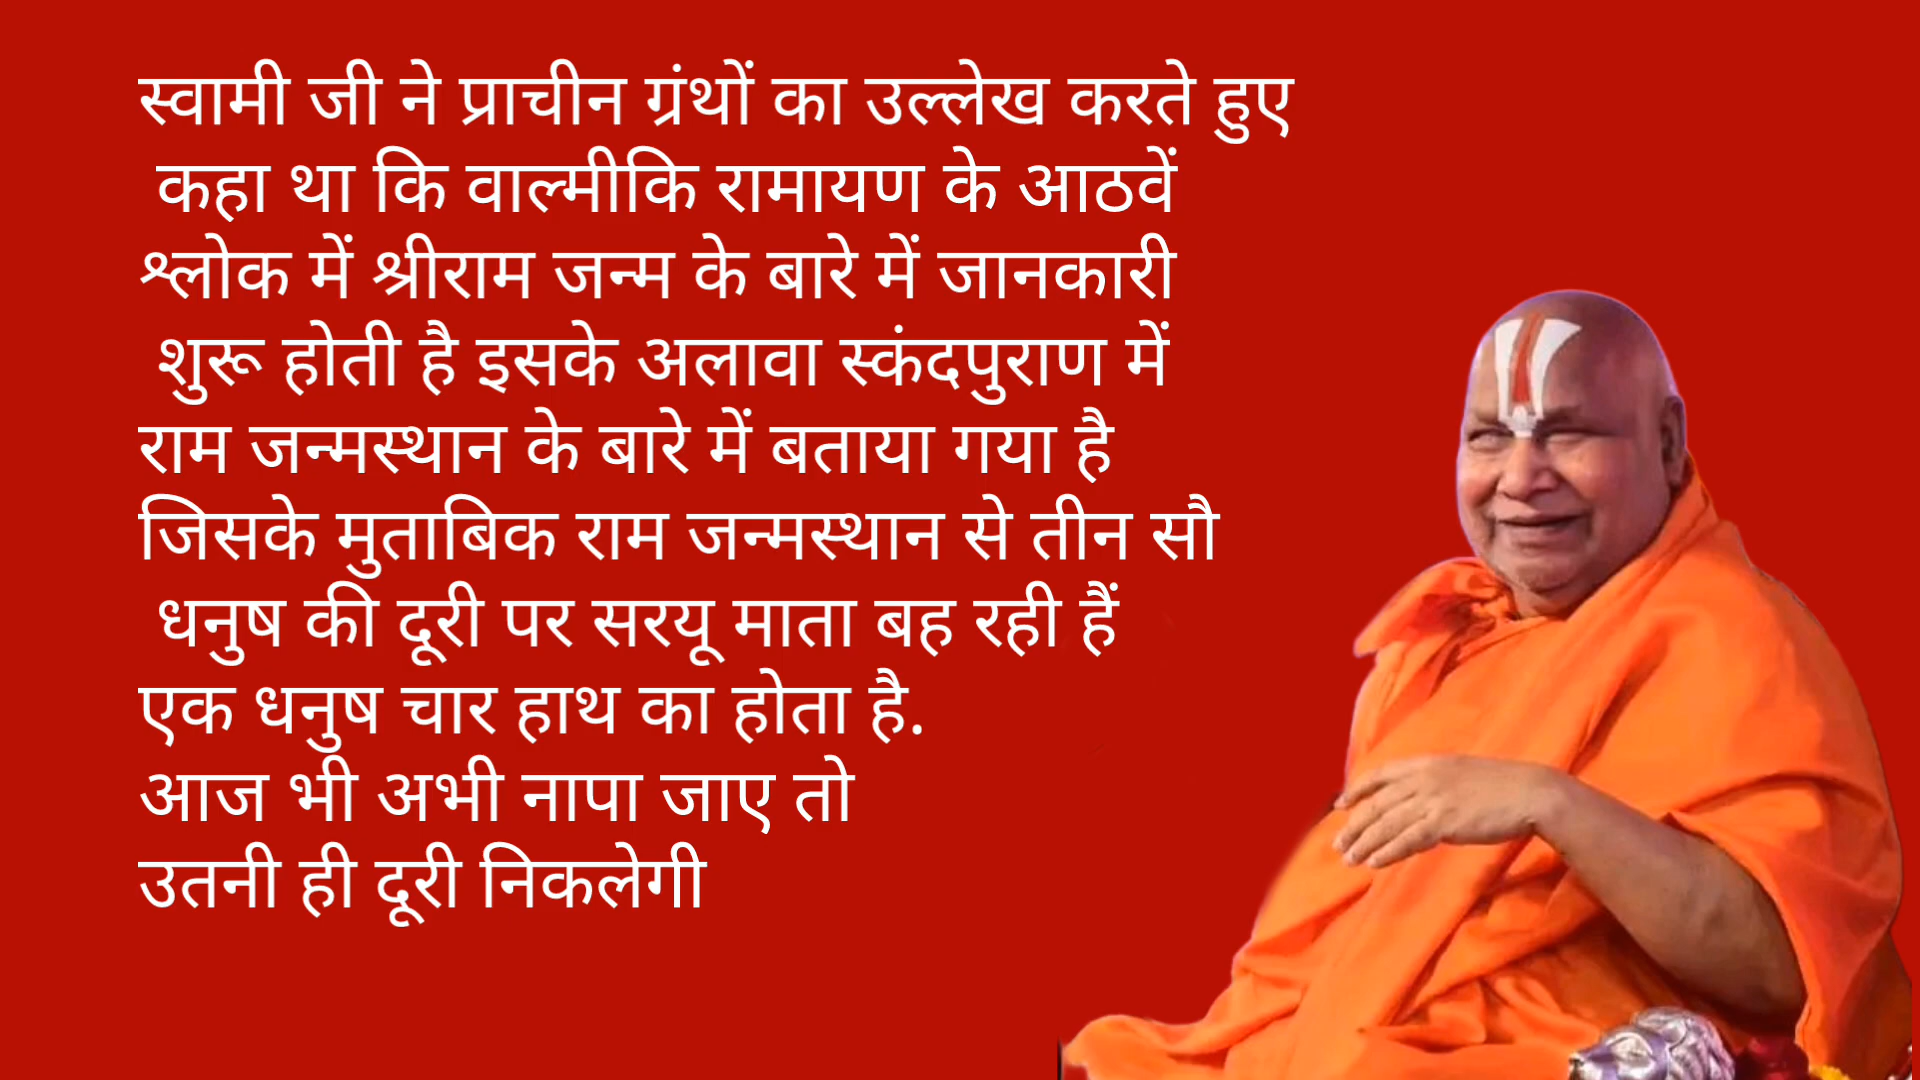 स्वामी जी ने प्राचीन ग्रंथों का उल्लेख करते हुए
कहा था कि वाल्मीकि रामायण के आठवें
श्लोक में श्रीराम जन्म के बारे में जानकारी
शुरू होती है इसके अलावा स्कंदपुराण में
राम जन्मस्थान के बारे में बताया गया है
जिसके मुताबिक राम जन्मस्थान से तीन सौ
धनुष की दूरी पर सरयू माता बह रही हैं
एक धनुष चार हाथ का होता है.
आज भी अभी नापा जाए तो
उतनी ही दूरी निकलेगी